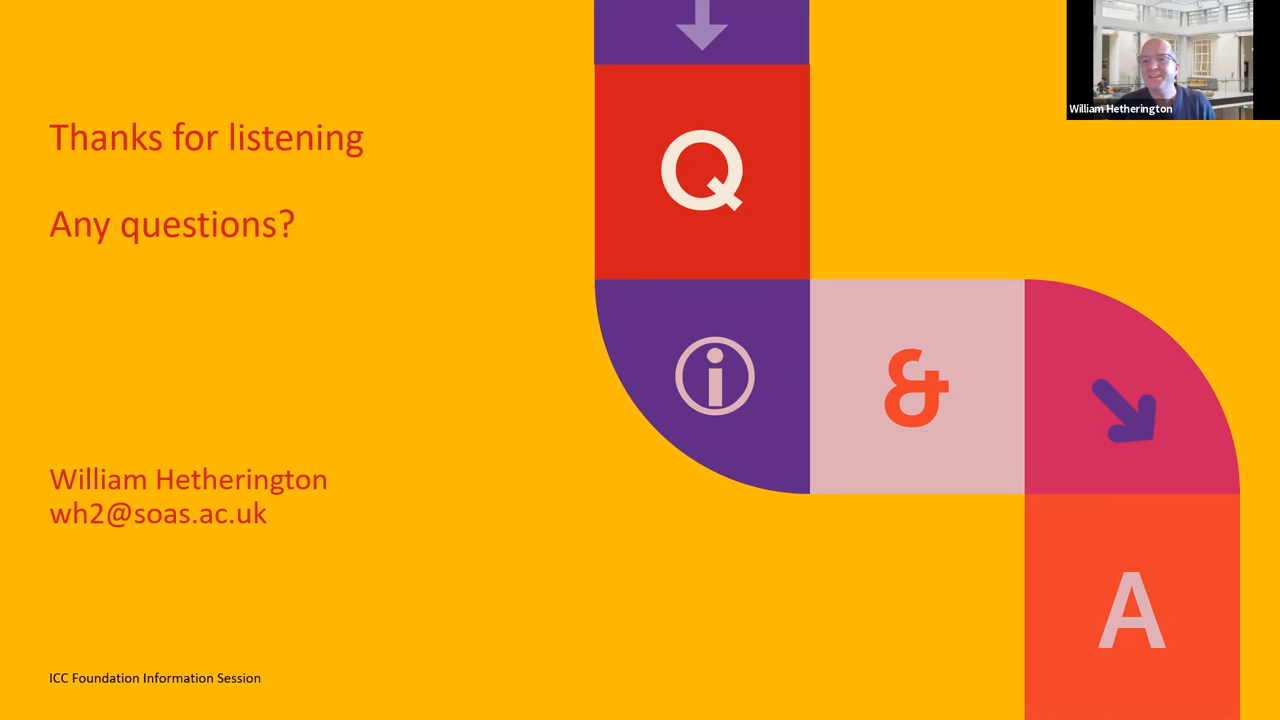 Thanks for listening
Any questions?
William Hetherington
wh2@soas.ac.uk
ICC Foundation Information Session
Q
i
&
A
William Hetherington